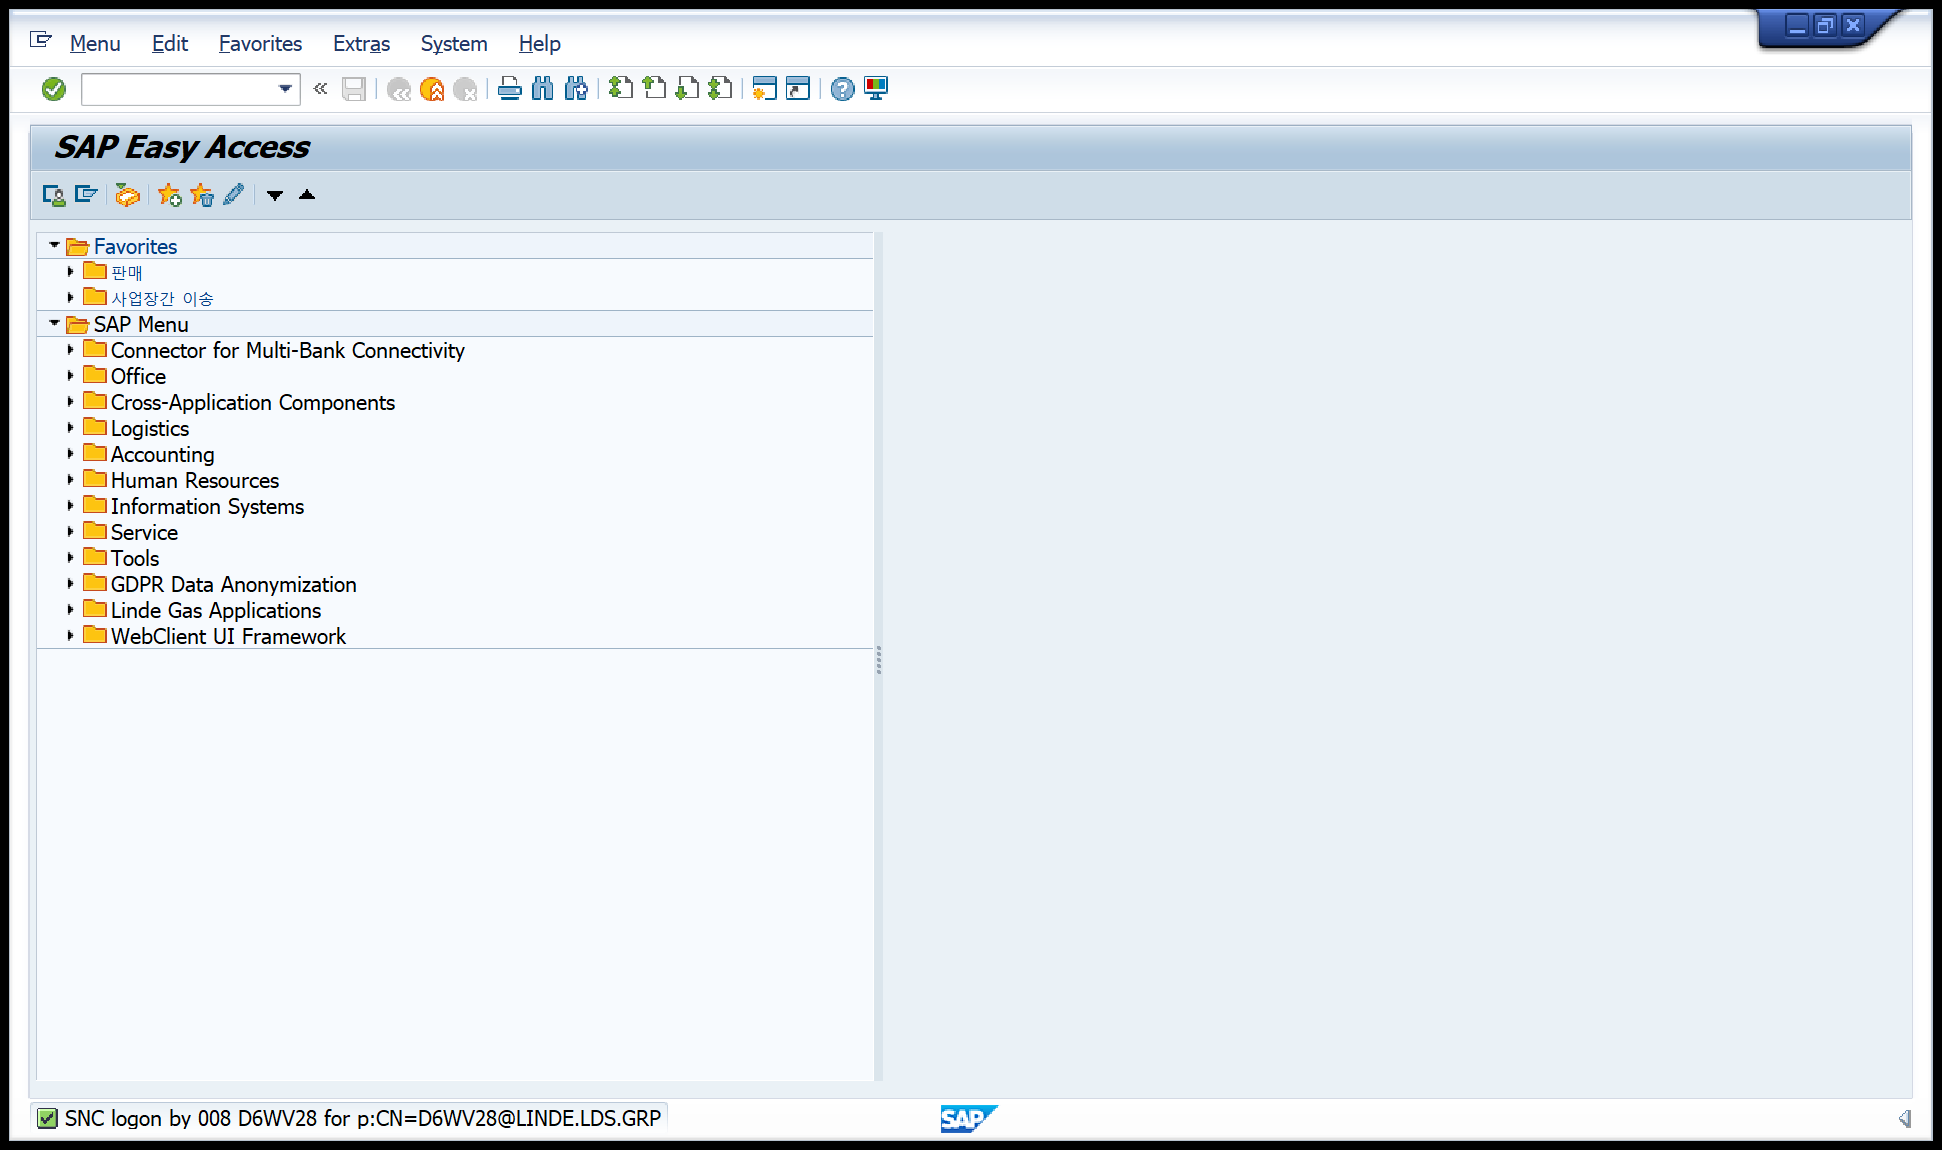 Menu Edit Favorites Extras System Help
SAP Easy Access
Favorites
판매
사업장간 이송
SAP Menu
Connector for Multi-Bank Connectivity
Office
Cross-Application Components
Logistics
Accounting
Human Resources
Information Systems
Service
Tools
GDPR Data Anonymization
Linde Gas Applications
WebClient UI Framework
SNC logon by 008 D6WV28 for p:CN=D6WV28@LINDE.LDS.GRP
SAP